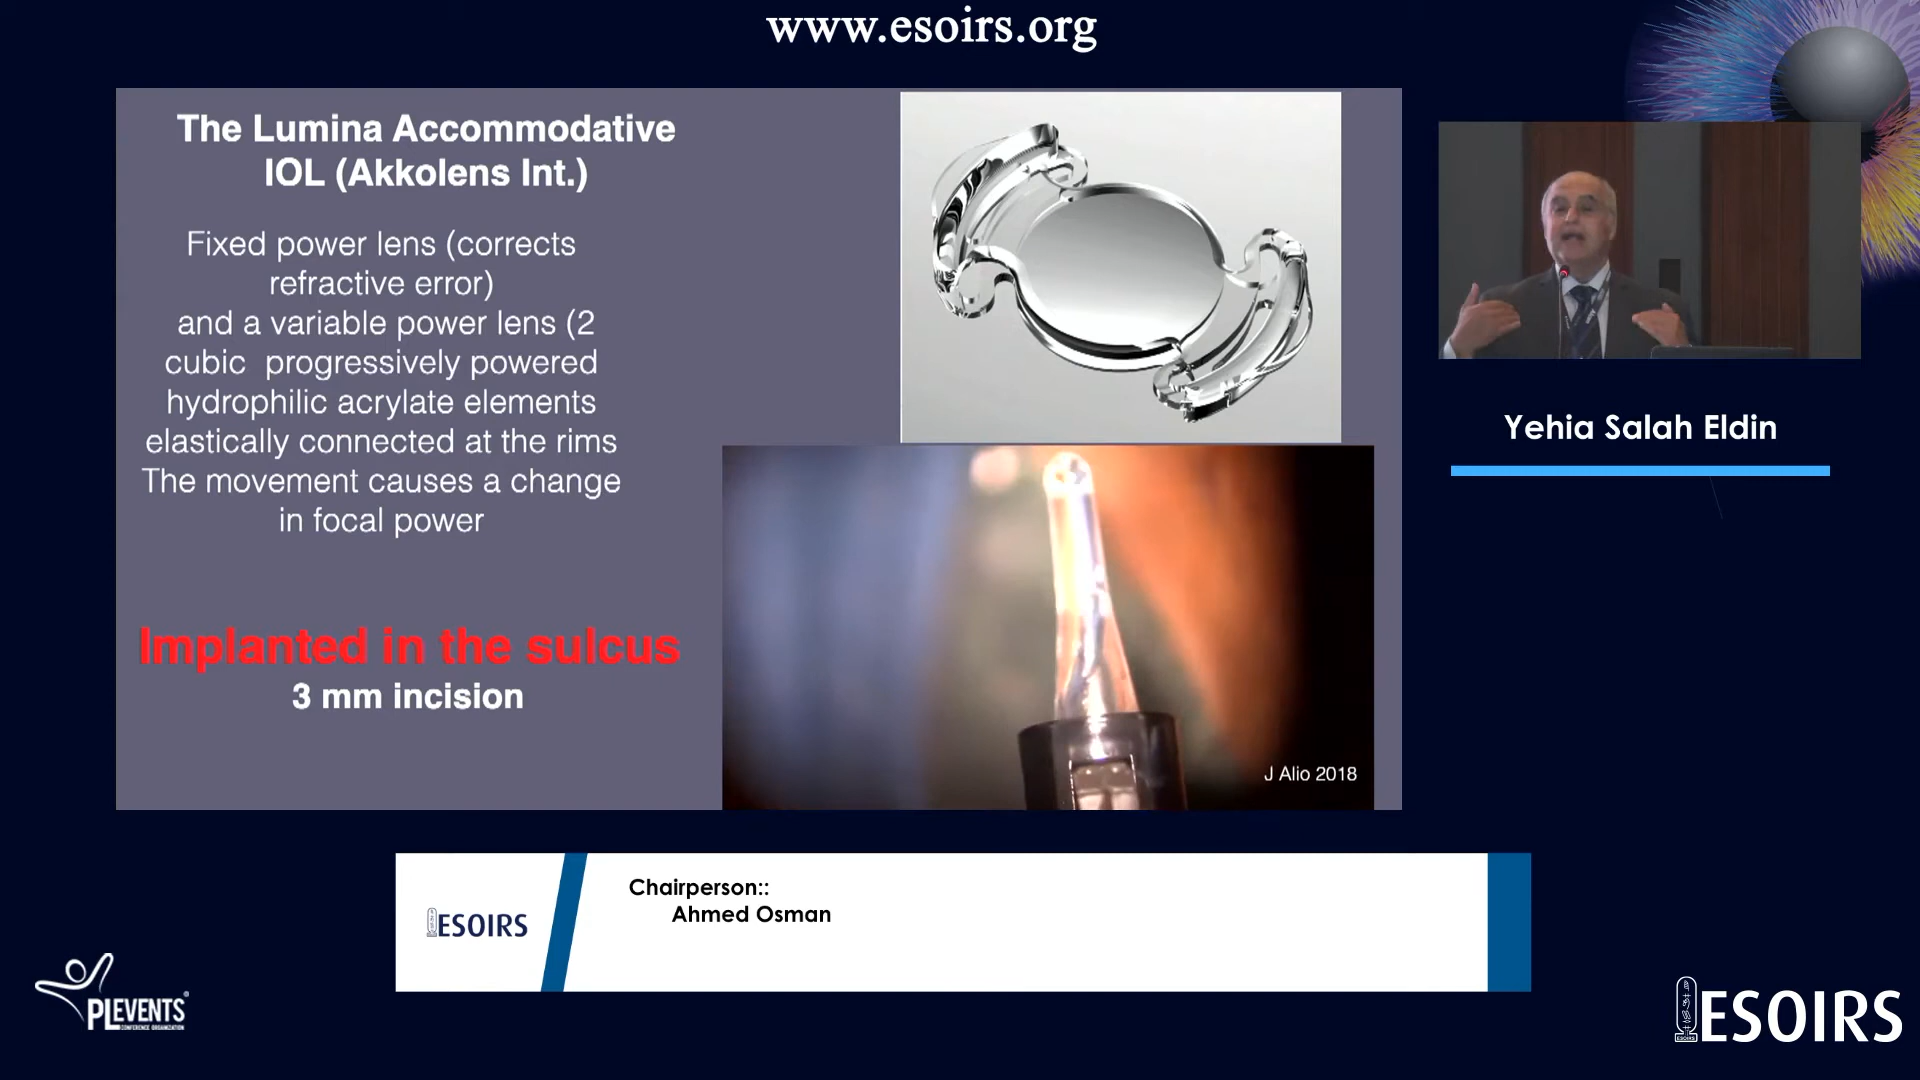 www.esoirs.org
The Lumina Accommodative
IOL (Akkolens Int.)
Fixed power lens (corrects
refractive error)
and a variable power lens (2
cubic progressively powered
hydrophilic acrylate elements
elastically connected at the rims
The movement causes a change
in focal power
Implanted in the sulcus
3 mm incision
J Alio 2018
Yehia Salah Eldin
Chairperson::
Ahmed Osman
ESOIRS
PLEVENTS
CONFERENCE ORGANIZATION
ESOIRS